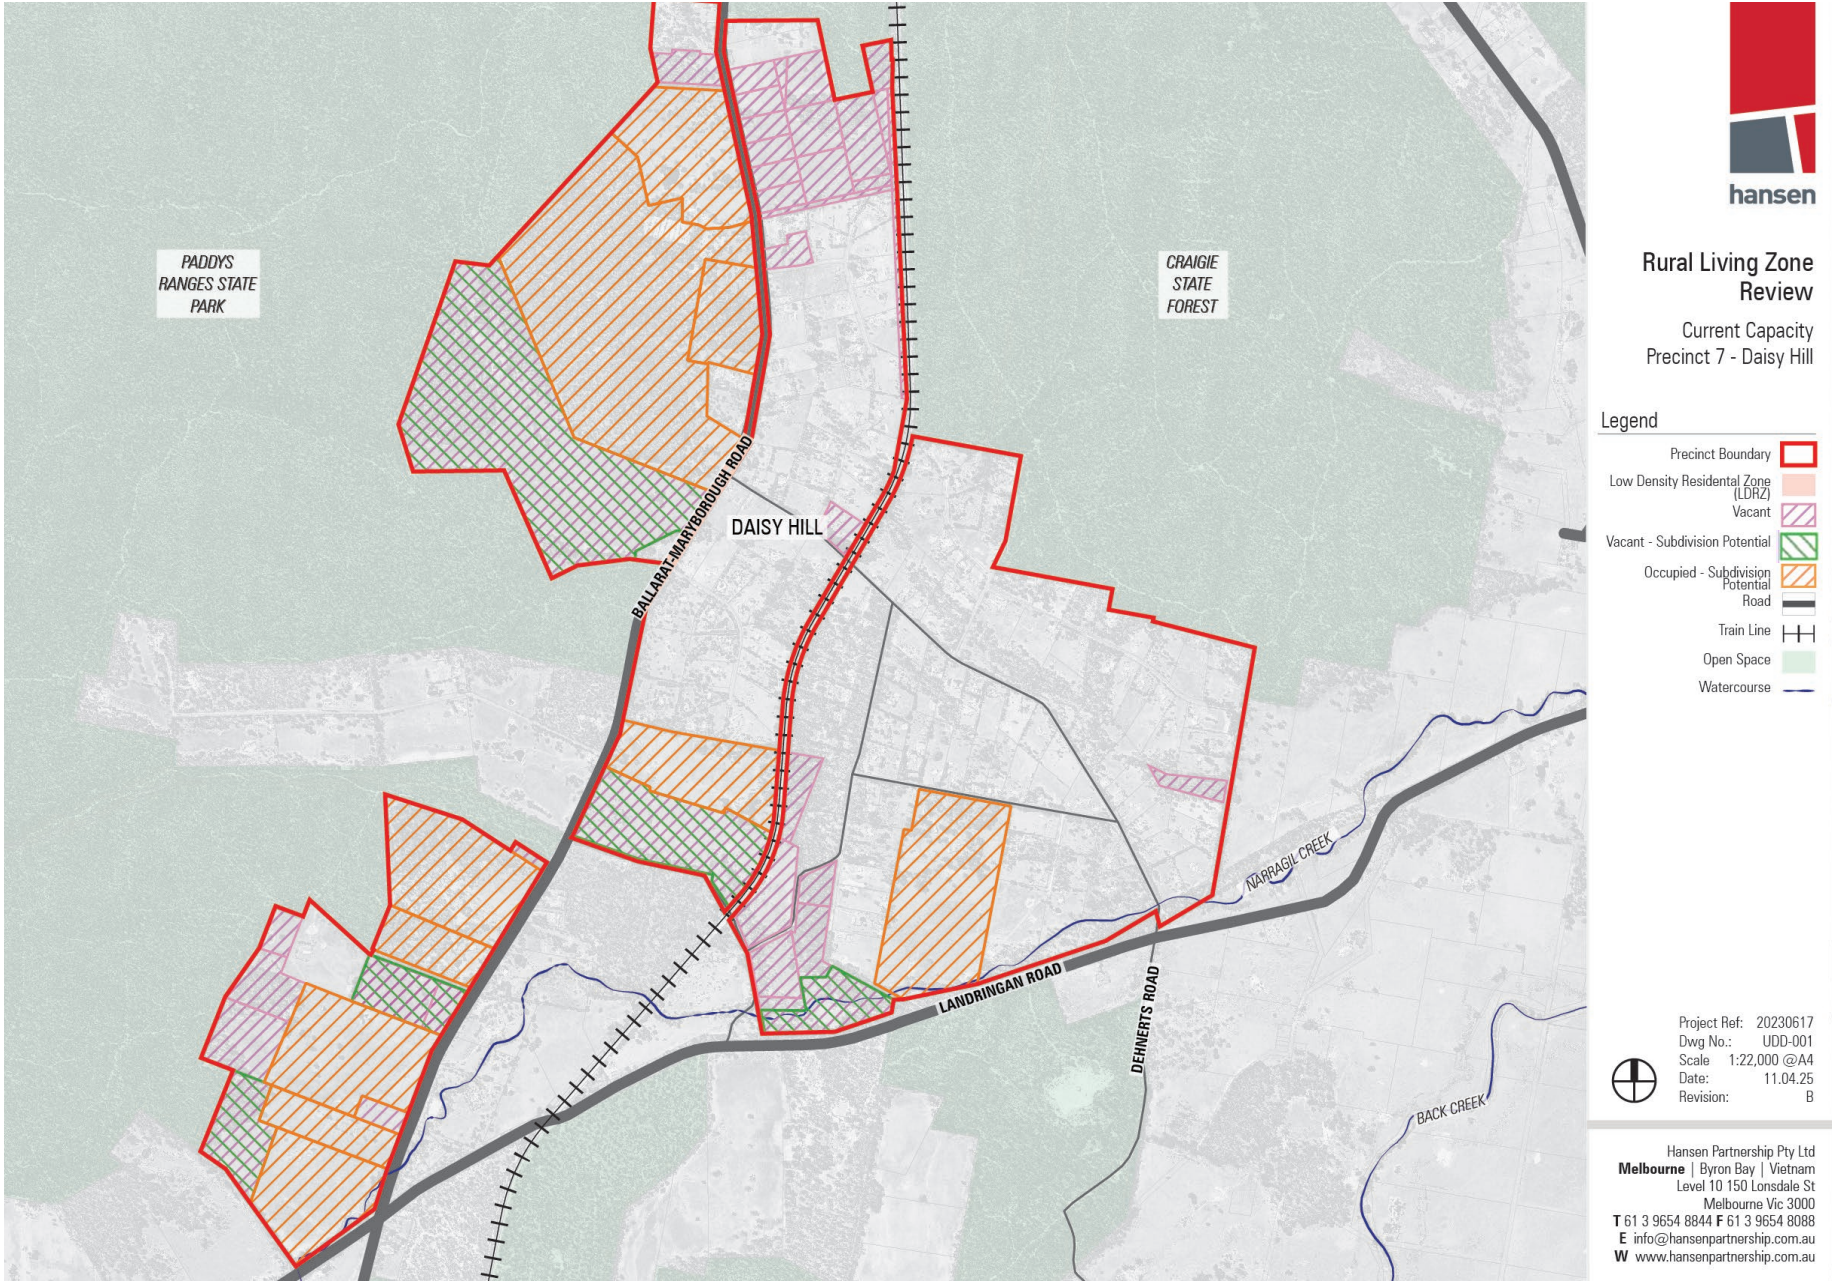 PADDYS
RANGES STATE
PARK
CRAIGIE
STATE
FOREST
BALLARAT-MARYBOROUGH ROAD
DAISY HILL
NARRAGIL CREEK
LANDRINGAN ROAD
DEHNERTS ROAD
BACK CREEK
hansen
Rural Living Zone
Review
Current Capacity
Precinct 7 - Daisy Hill
Legend
Precinct Boundary
Low Density Residental Zone
(LDRZ)
Vacant
Vacant - Subdivision Potential
Occupied - Subdivision
Potential
Road
Train Line
Open Space
Watercourse
Project Ref: 20230617
Dwg No.: UDD-001
Scale 1:22,000 @A4
Date: 11.04.25
Revision: B
Hansen Partnership Pty Ltd
Melbourne | Byron Bay | Vietnam
Level 10 150 Lonsdale St
Melbourne Vic 3000
T 61 3 9654 8844 F 61 3 9654 8088
E info@hansenpartnership.com.au
W www.hansenpartnership.com.au